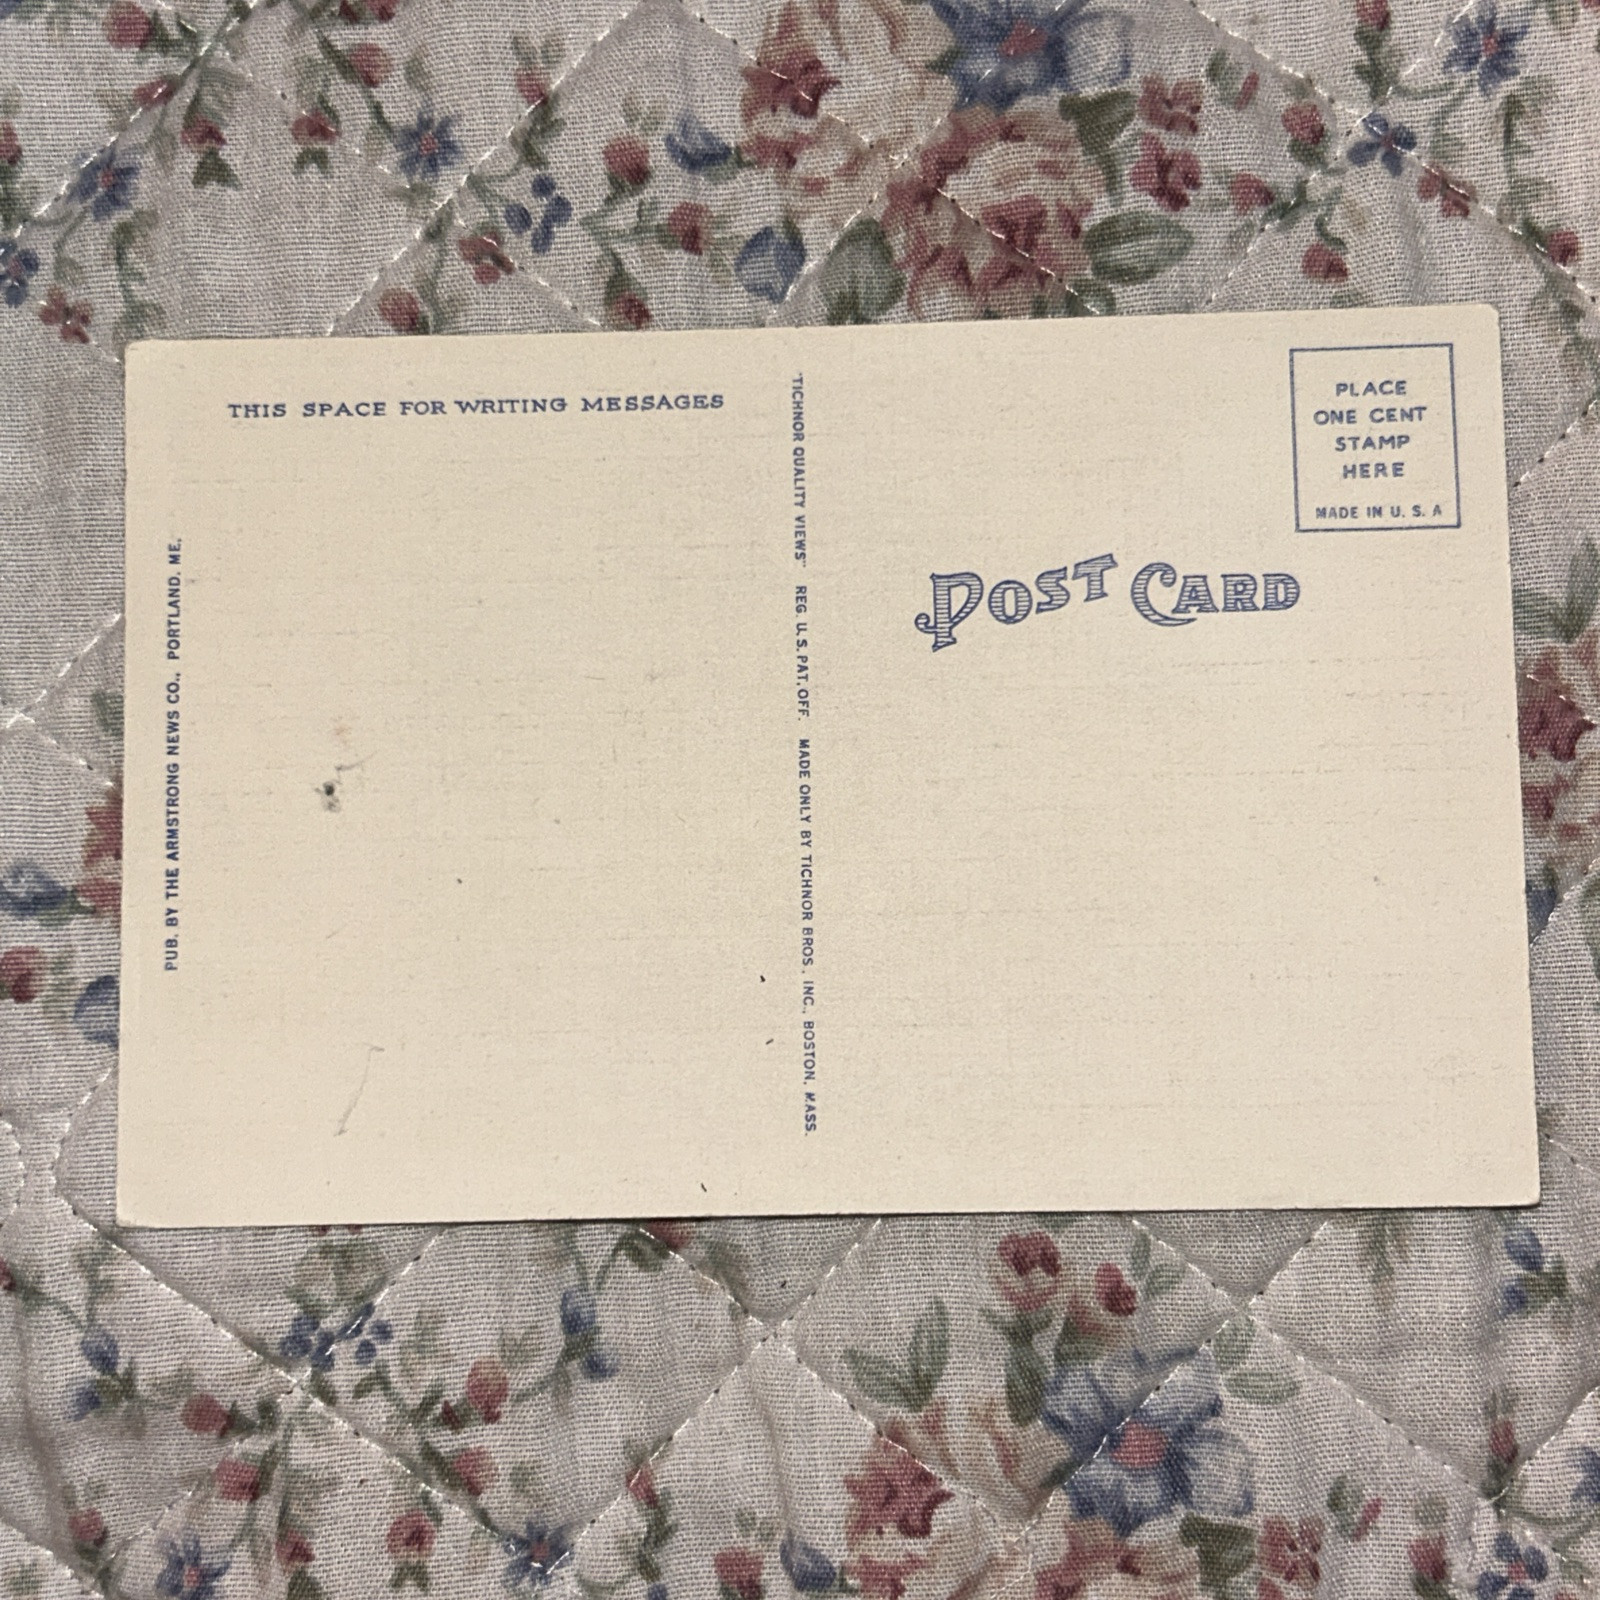 THIS SPACE FOR WRITING MESSAGES
PUB. BY THE ARMSTRONG NEWS CO., PORTLAND, ME.
"TICHNOR QUALITY VIEWS" REG. U. S. PAT. OFF. MADE ONLY BY TICHNOR BROS., INC., BOSTON, MASS.
PLACE
ONE CENT
STAMP
HERE
MADE IN U. S. A
POST CARD